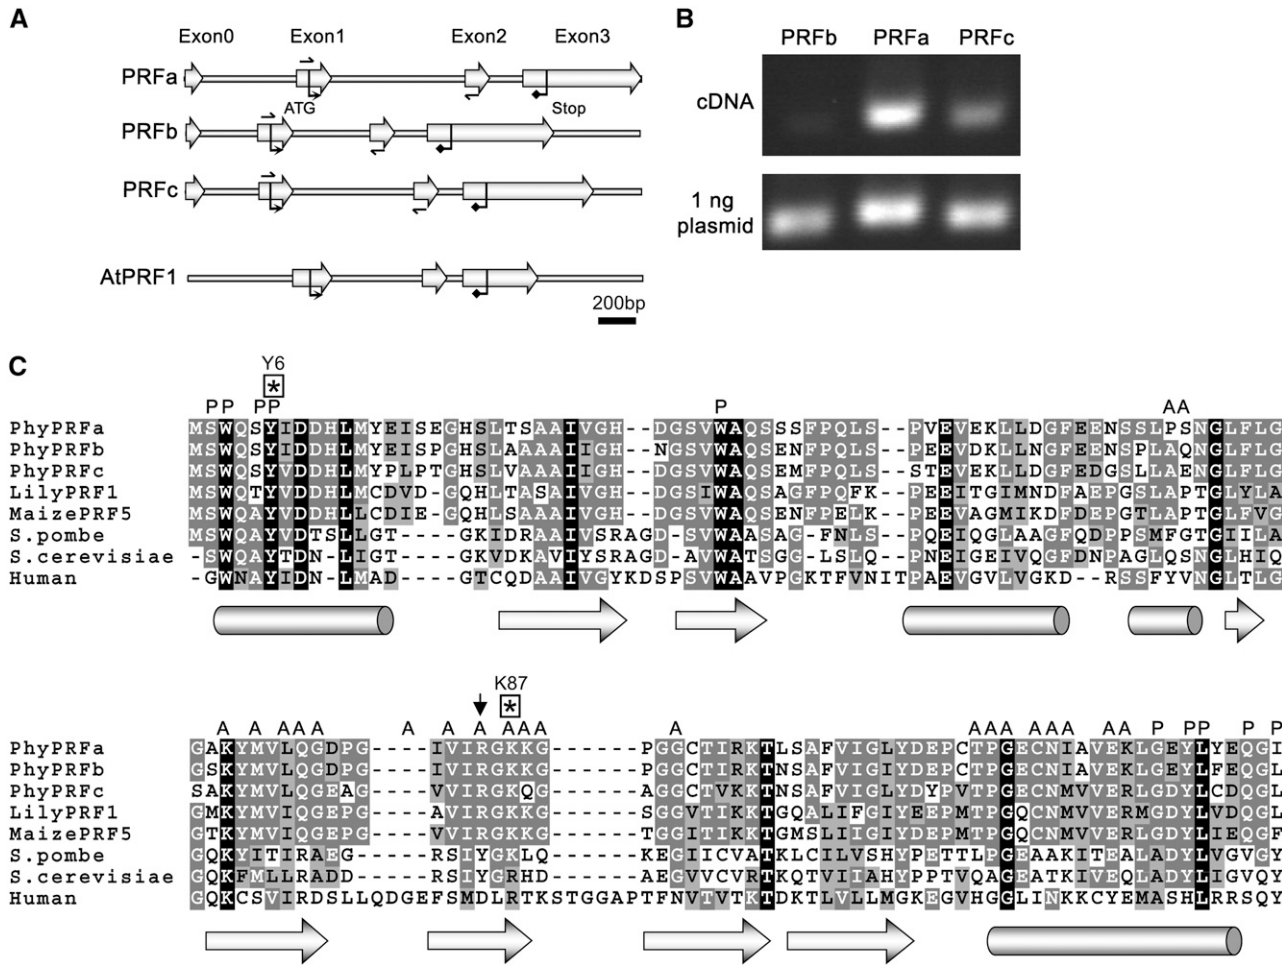 A
Exon0 Exon1 Exon2 Exon3
PRFa
ATG Stop
PRFb
PRFc
AtPRF1
200bp
B
PRFb PRFa PRFc
cDNA
1 ng
plasmid
C
Y6
*
PW PP P AA
PhyPRFa MSWQSYIDDHLMYEISEGHSLTSAAIVGH--DGSVWAQSSSFPQLS--PVEVEKLLDGFEENSSLPSNGLFLG
PhyPRFb MSWQSYIDDHLMYEISPGHSLAAAAIIGH--NGSVWAQSENFPQLS--PEEVDKLLNGFEENSPLAQNGLFLG
PhyPRFc MSWQSYVDDHLMYPLPTGHSLVAAAIIGH--DGSVWAQSEMFPQLS--STEVEKLLDGFEDGSLLAENGLFLG
LilyPRF1 MSWQTYVDDHLMCDVD-GQHLTASAIVGH--DGSIWAQSAGFPQFK--PEEITGIMNDFAEPGSLAPTGLYLA
MaizePRF5 MSWQAYVDDHLLCDIE-GQHLSAAAIVGH--DGSVWAQSENFPELK--PEEVAGMIKDFDEPGTLAPTGLFVG
S.pombe MSWQAYVDTSLLGT----GKIDRAAIVSRAGD-SVWAASAG-FNLS--PQEIQGLAAGFQDPPSMFGTGIILA
S.cerevisiae -SWQAYTDN-LIGT----GKVDKAVIYSRAGD-AVWATSGG-LSLQ--PNEIGEIVQGFDNPAGLQSNGLHIQ
Human -GWNAYIDN-LMAD----GTCQDAAIVGYKDSPSVWAAVPGKTFVNITPAEVGVLVGKD--RSSFYVNGLTLG
K87
*
A A AAA A A A AAA A AAA AAA AA P PP P P
PhyPRFa GAKYMVLQGDPG----IVIRGKKG------PGGCTIRKTLSAFVIGLYDEPCTPGECNIAVEKLGEYLYEQGI
PhyPRFb GSKYMVLQGDPG----IVIRGKKG------PGGCTIRKTNSAFVIGIYDEPCTPGECNIAVEKLGEYLFEQGL
PhyPRFc SAKYMVLQGEAG----VVIRGKQG------AGGCTVKKTNSAFVIGLYDYPVTPGECNMVVERLGDYLCDQGL
LilyPRF1 GMKYMVIQGEPG----VVIRGKKG------SGGVTIKKTGQALIFGIYEEPMTPGQCNMVVERMGDYLVDQGL
MaizePRF5 GTKYMVIQGEPG----VVIRGKKG------TGGITIKKTGMSLIIGIYDEPMTPGQCNMVVERLGDYLIEQGF
S.pombe GQKYITIRAEG-----RSIYGKLQ------KEGIICVATKLCILVSHYPETTLPGEAAKITEALADYLVGVGY
S.cerevisiae GQKFMLLRADD-----RSIYGRHD------AEGVVCVRTKQTVIIAHYPPTVQAGEATKIVEQLADYLIGVQY
Human GQKCSVIRDSLLQDGEFSMDLRTKSTGGAPTFNVTVTKTDKTLVLLMGKEGVHGGLINKKCYEMASHLRRSQY